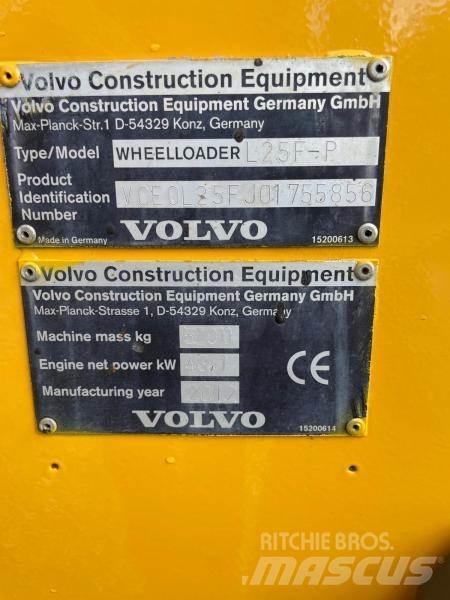 Volvo Construction Equipment
Volvo Construction Equipment Germany GmbH
Max-Planck-Str.1 D-54329 Konz, Germany
Type/Model WHEELLOADER L25F-P
Product
Identification VCE0L25FJ01755856
Number
VOLVO
Made in Germany 15200613
Volvo Construction Equipment
Volvo Construction Equipment Germany GmbH
Max-Planck-Strasse 1, D-54329 Konz, Germany
Machine mass kg
Engine net power kW
CE
Manufacturing year 2012
VOLVO
15200614
RITCHIE BROS.
MASCUS